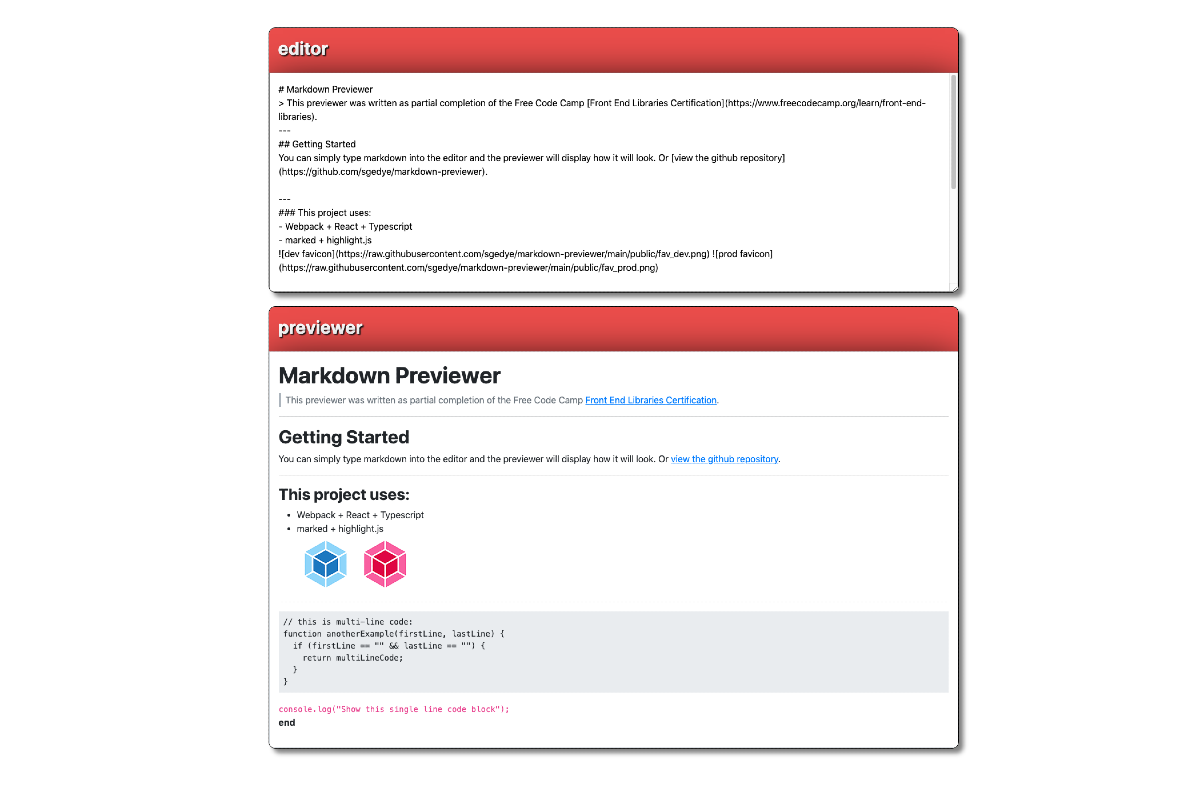 editor
# Markdown Previewer
> This previewer was written as partial completion of the Free Code Camp [Front End Libraries Certification](https://www.freecodecamp.org/learn/front-end-
libraries).
---
## Getting Started
You can simply type markdown into the editor and the previewer will display how it will look. Or [view the github repository]
(https://github.com/sgedye/markdown-previewer).
---
### This project uses:
- Webpack + React + Typescript
- marked + highlight.js
![dev favicon](https://raw.githubusercontent.com/sgedye/markdown-previewer/main/public/fav_dev.png) ![prod favicon]
(https://raw.githubusercontent.com/sgedye/markdown-previewer/main/public/fav_prod.png)
previewer
Markdown Previewer
This previewer was written as partial completion of the Free Code Camp Front End Libraries Certification.
Getting Started
You can simply type markdown into the editor and the previewer will display how it will look. Or view the github repository.
This project uses:
• Webpack + React + Typescript
• marked + highlight.js
// this is multi-line code:
function anotherExample(firstLine, lastLine) {
  if (firstLine == "" && lastLine == "") {
    return multiLineCode;
  }
}
console.log("Show this single line code block");
end